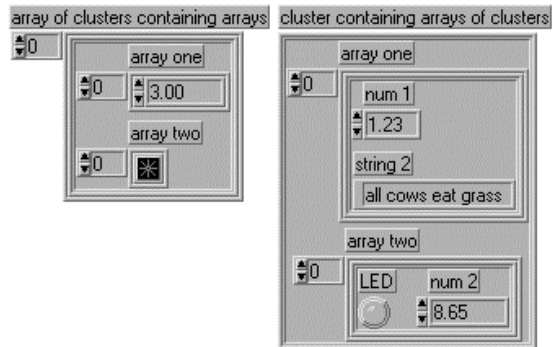 array of clusters containing arrays
0
array one
0
3.00
array two
0
cluster containing arrays of clusters
array one
0
num 1
1.23
string 2
all cows eat grass
array two
0
LED
num 2
8.65